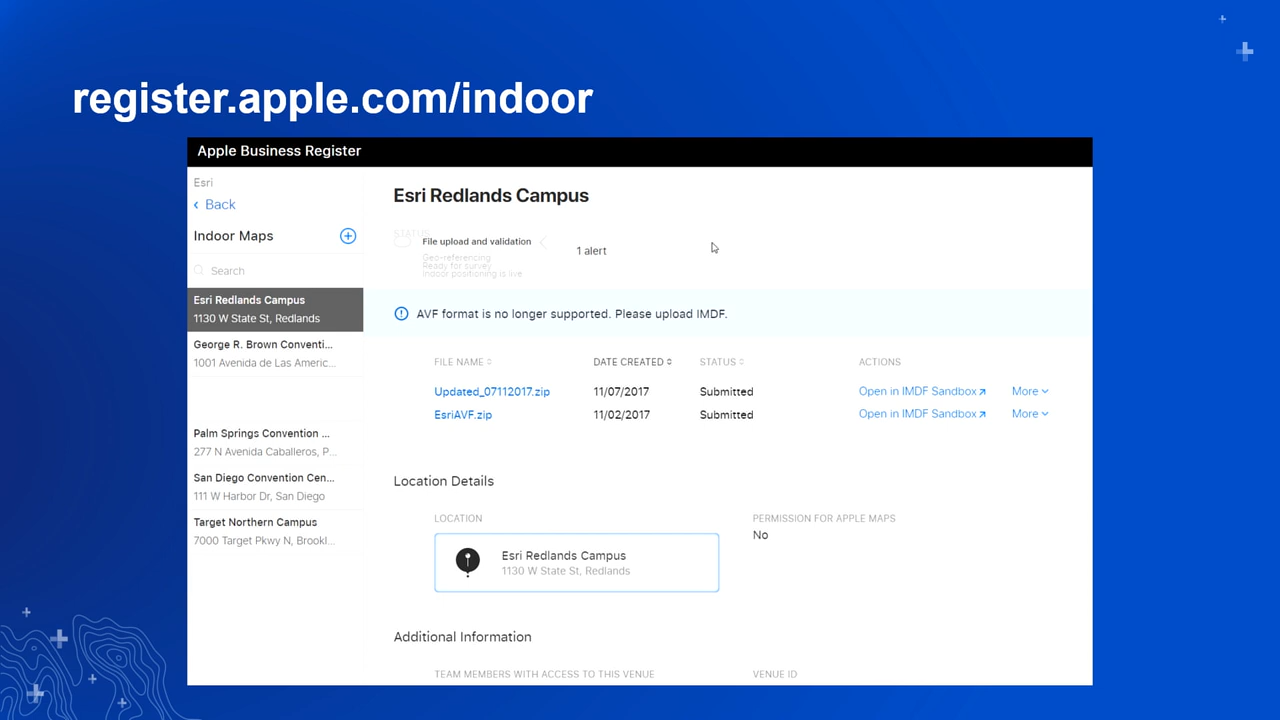 register.apple.com/indoor
Apple Business Register
Esri
Back
Indoor Maps
Search
Esri Redlands Campus
1130 W State St, Redlands
George R. Brown Conventi...
1001 Avenida de Las Americ...
Palm Springs Convention ...
277 N Avenida Caballeros, P...
San Diego Convention Cen...
111 W Harbor Dr, San Diego
Target Northern Campus
7000 Target Pkwy N, Brookl...
Esri Redlands Campus
STATUS
File upload and validation
Geo-referencing
Ready for survey
Indoor positioning is live
1 alert
AVF format is no longer supported. Please upload IMDF.
FILE NAME DATE CREATED STATUS ACTIONS
Updated_07112017.zip 11/07/2017 Submitted Open in IMDF Sandbox More
EsriAVF.zip 11/02/2017 Submitted Open in IMDF Sandbox More
Location Details
LOCATION
Esri Redlands Campus
1130 W State St, Redlands
PERMISSION FOR APPLE MAPS
No
Additional Information
TEAM MEMBERS WITH ACCESS TO THIS VENUE
VENUE ID